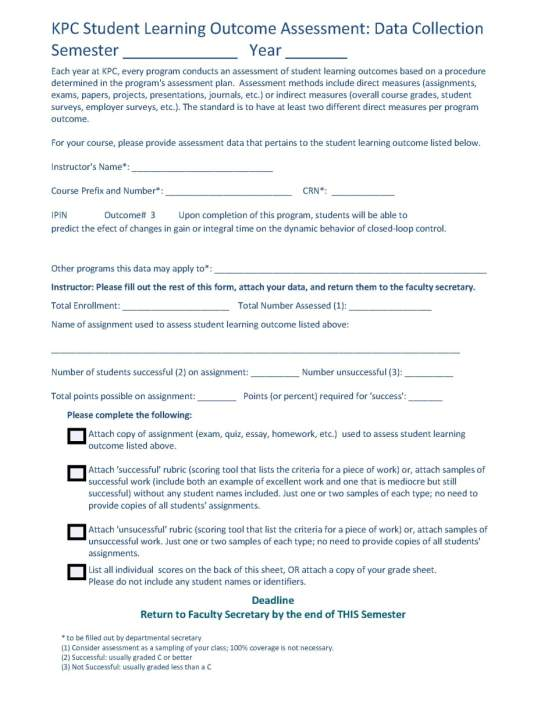 KPC Student Learning Outcome Assessment: Data Collection
Semester ______________ Year ________
Each year at KPC, every program conducts an assessment of student learning outcomes based on a procedure
determined in the program's assessment plan. Assessment methods include direct measures (assignments,
exams, papers, projects, presentations, journals, etc.) or indirect measures (overall course grades, student
surveys, employer surveys, etc.). The standard is to have at least two different direct measures per program
outcome.
For your course, please provide assessment data that pertains to the student learning outcome listed below.
Instructor's Name*: _____________________________
Course Prefix and Number*: __________________________ CRN*: _____________
IPIN Outcome# 3 Upon completion of this program, students will be able to
predict the efect of changes in gain or integral time on the dynamic behavior of closed-loop control.
Other programs this data may apply to*: ________________________________________________________
Instructor: Please fill out the rest of this form, attach your data, and return them to the faculty secretary.
Total Enrollment: ______________________ Total Number Assessed (1): _________________
Name of assignment used to assess student learning outcome listed above:
____________________________________________________________________________________
Number of students successful (2) on assignment: __________ Number unsuccessful (3): __________
Total points possible on assignment: ________ Points (or percent) required for 'success': _______
Please complete the following:
Attach copy of assignment (exam, quiz, essay, homework, etc.) used to assess student learning
outcome listed above.
Attach 'successful' rubric (scoring tool that lists the criteria for a piece of work) or, attach samples of
successful work (include both an example of excellent work and one that is mediocre but still
successful) without any student names included. Just one or two samples of each type; no need to
provide copies of all students' assignments.
Attach 'unsuccessful' rubric (scoring tool that list the criteria for a piece of work) or, attach samples of
unsuccessful work. Just one or two samples of each type; no need to provide copies of all students'
assignments.
List all individual scores on the back of this sheet, OR attach a copy of your grade sheet.
Please do not include any student names or identifiers.
Deadline
Return to Faculty Secretary by the end of THIS Semester
* to be filled out by departmental secretary
(1) Consider assessment as a sampling of your class; 100% coverage is not necessary.
(2) Successful: usually graded C or better
(3) Not Successful: usually graded less than a C